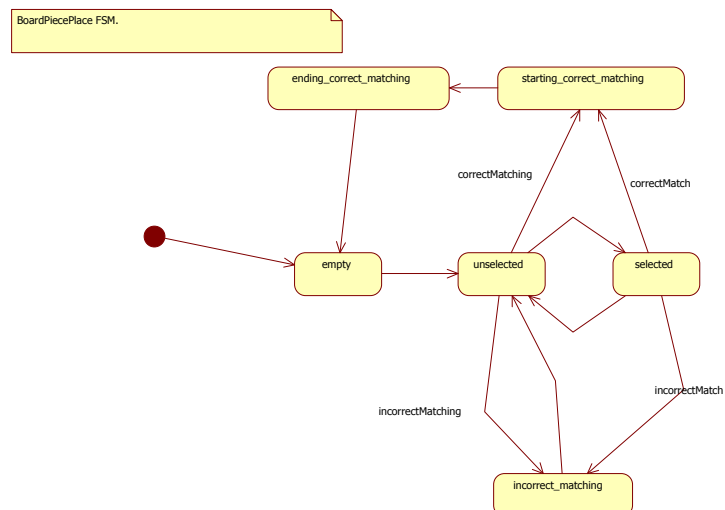 BoardPiecePlace FSM.
ending_correct_matching
starting_correct_matching
correctMatching
correctMatch
empty
unselected
selected
incorrectMatching
incorrectMatch
incorrect_matching